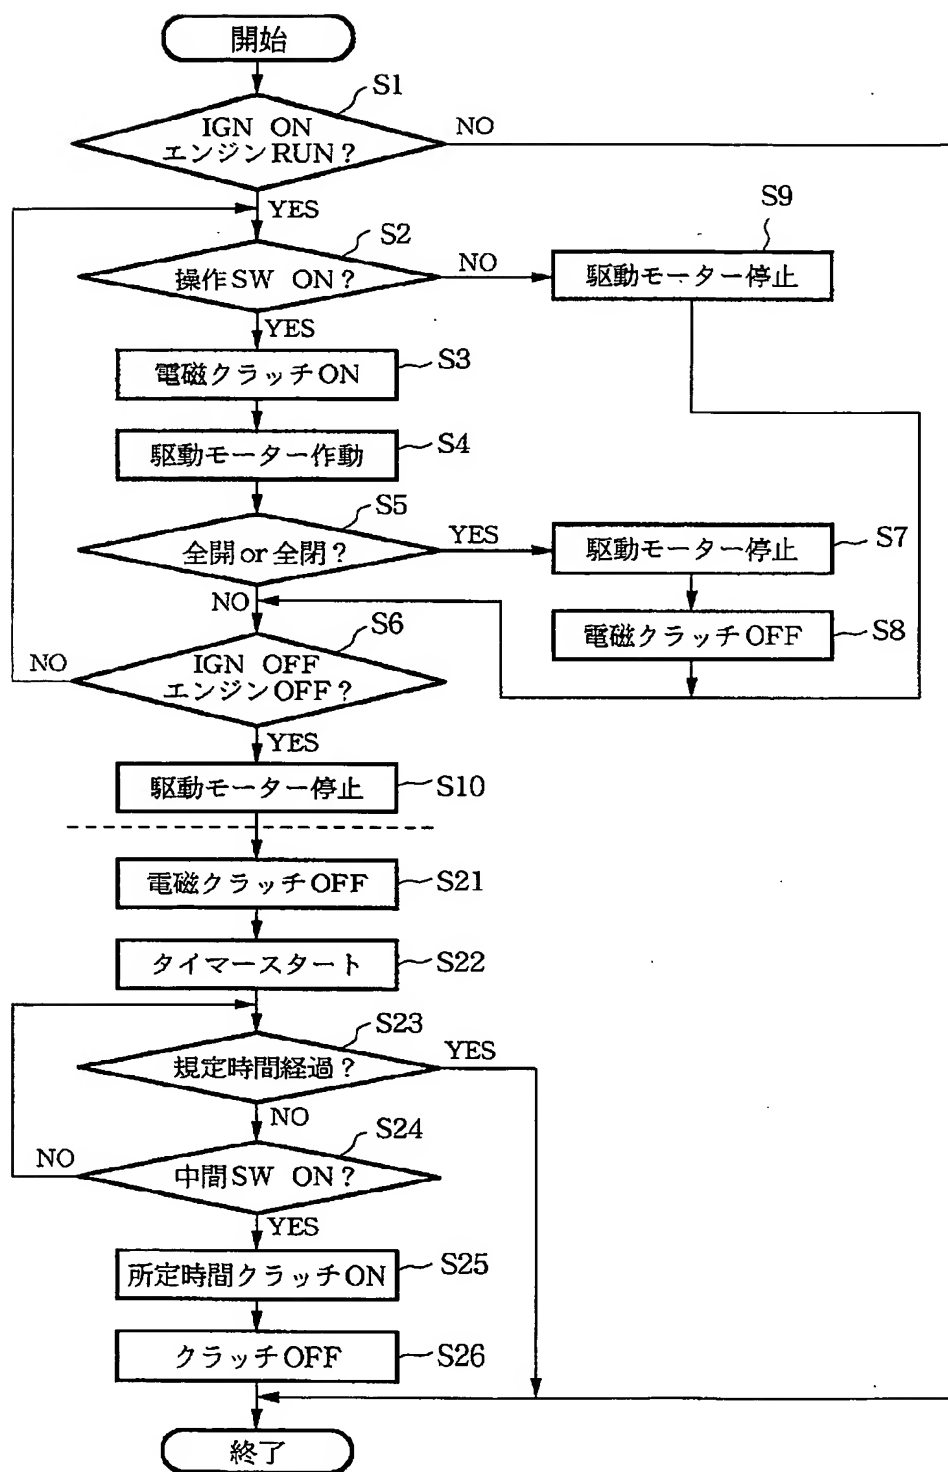 開始
S1
IGN ON
エンジンRUN?
NO
YES
S2
操作SW ON?
NO
S9
駆動モーター停止
YES
電磁クラッチON
S3
駆動モーター作動
S4
S5
全開or全閉?
YES
駆動モーター停止
S7
NO
電磁クラッチOFF
S8
S6
IGN OFF
エンジンOFF?
NO
YES
駆動モーター停止
S10
電磁クラッチOFF
S21
タイマースタート
S22
S23
規定時間経過?
YES
NO
S24
中間SW ON?
NO
YES
所定時間クラッチON
S25
クラッチOFF
S26
終了